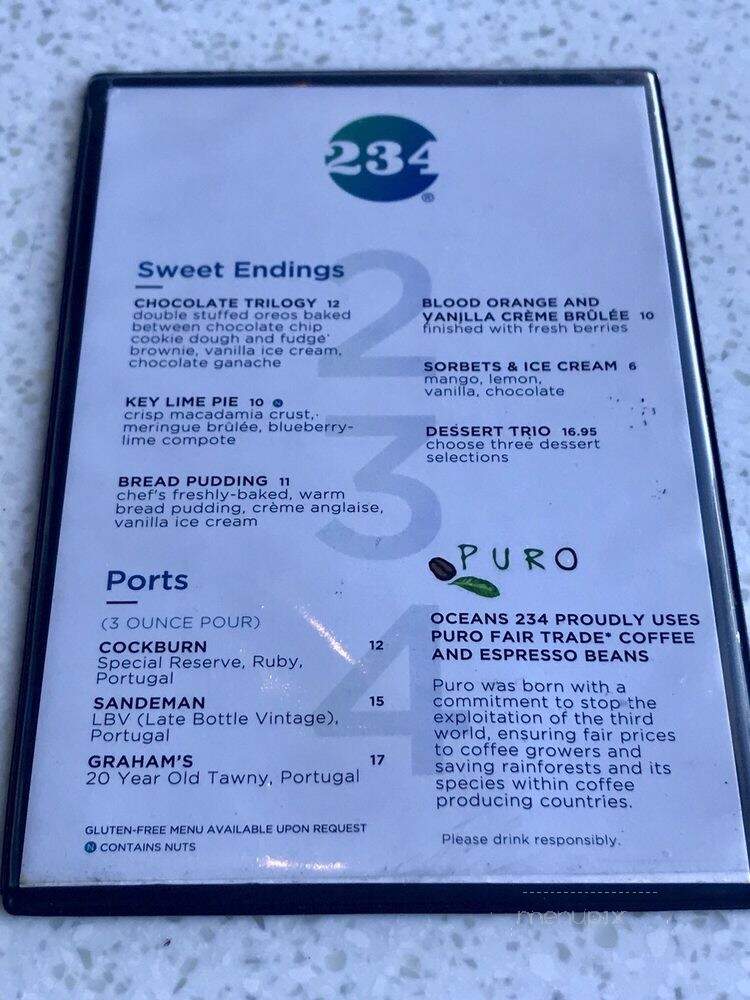 234
®
Sweet Endings
CHOCOLATE TRILOGY 12
double stuffed oreos baked
between chocolate chip
cookie dough and fudge
brownie, vanilla ice cream,
chocolate ganache
KEY LIME PIE 10 N
crisp macadamia crust,
meringue brûlée, blueberry-
lime compote
BREAD PUDDING 11
chef's freshly-baked, warm
bread pudding, crème anglaise,
vanilla ice cream
BLOOD ORANGE AND
VANILLA CRÈME BRÛLÉE 10
finished with fresh berries
SORBETS & ICE CREAM 6
mango, lemon,
vanilla, chocolate
DESSERT TRIO 16.95
choose three dessert
selections
2
3
4
Ports
(3 OUNCE POUR)
COCKBURN 12
Special Reserve, Ruby,
Portugal
SANDEMAN 15
LBV (Late Bottle Vintage),
Portugal
GRAHAM'S 17
20 Year Old Tawny, Portugal
GLUTEN-FREE MENU AVAILABLE UPON REQUEST
N CONTAINS NUTS
PURO
OCEANS 234 PROUDLY USES
PURO FAIR TRADE* COFFEE
AND ESPRESSO BEANS
Puro was born with a
commitment to stop the
exploitation of the third
world, ensuring fair prices
to coffee growers and
saving rainforests and its
species within coffee
producing countries.
Please drink responsibly.
menupix